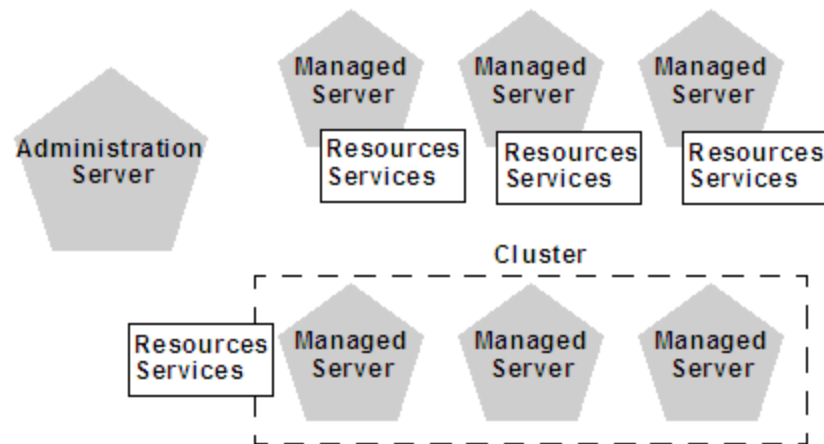 Managed
Server
Managed
Server
Managed
Server
Administration
Server
Resources
Services
Resources
Services
Resources
Services
Cluster
Resources
Services
Managed
Server
Managed
Server
Managed
Server